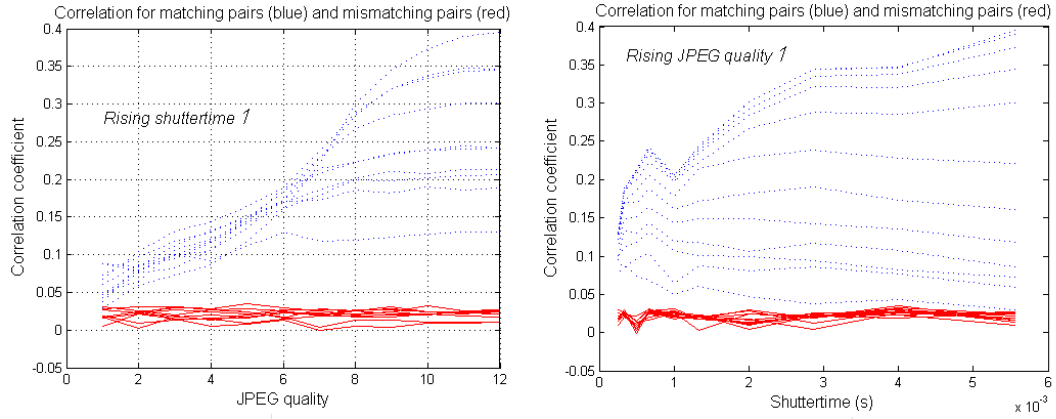 Correlation for matching pairs (blue) and mismatching pairs (red)
0.4
0.35
0.3
0.25
0.2
0.15
0.1
0.05
0
-0.05
Correlation coefficient
Rising shuttertime 1
0 2 4 6 8 10 12
JPEG quality
Correlation for matching pairs (blue) and mismatching pairs (red)
0.4
0.35
0.3
0.25
0.2
0.15
0.1
0.05
0
-0.05
Correlation coefficient
Rising JPEG quality 1
0 1 2 3 4 5 6
Shuttertime (s)
x 10⁻³